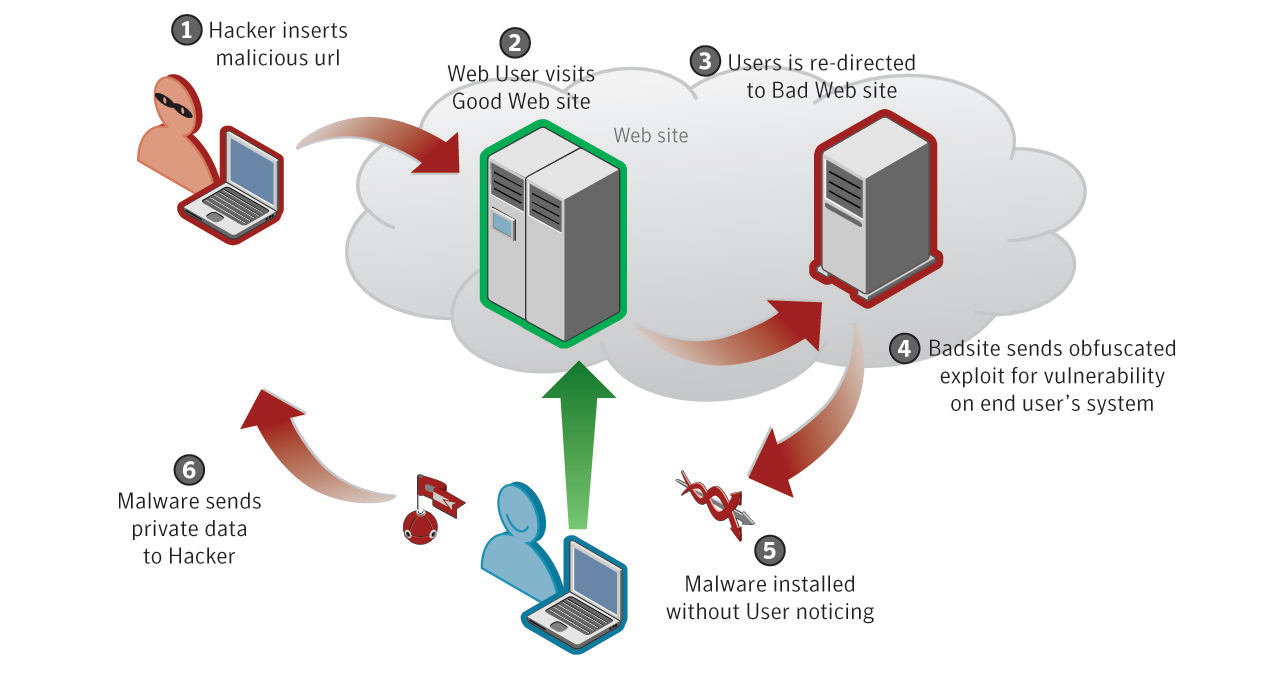 1 Hacker inserts
malicious url
2
Web User visits
Good Web site
Web site
3 Users is re-directed
to Bad Web site
4 Badsite sends obfuscated
exploit for vulnerability
on end user's system
5
Malware installed
without User noticing
6
Malware sends
private data
to Hacker